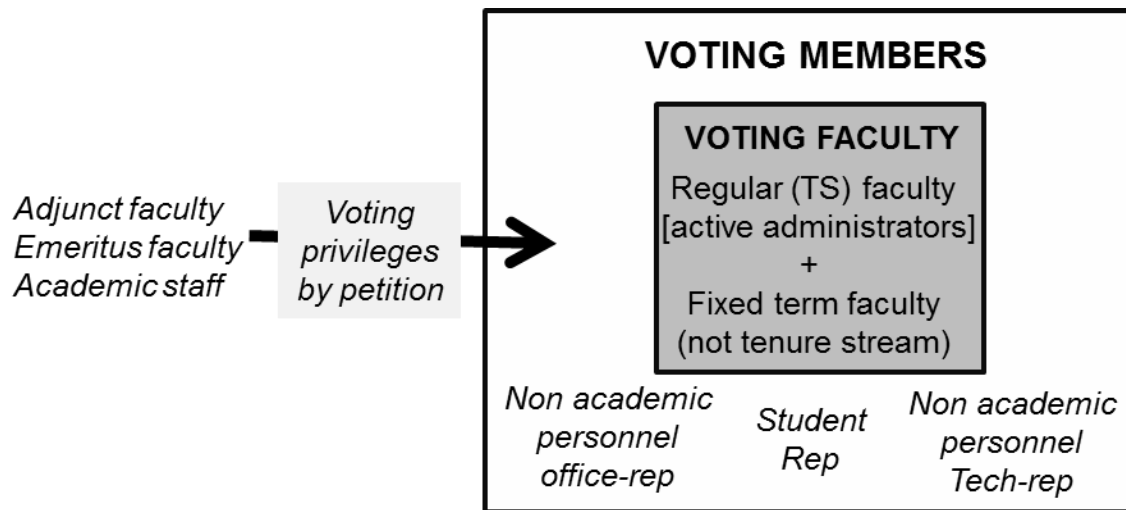 VOTING MEMBERS
VOTING FACULTY
Regular (TS) faculty
[active administrators]
+
Fixed term faculty
(not tenure stream)
Adjunct faculty
Emeritus faculty
Academic staff
Voting
privileges
by petition
Non academic
personnel
office-rep
Student
Rep
Non academic
personnel
Tech-rep